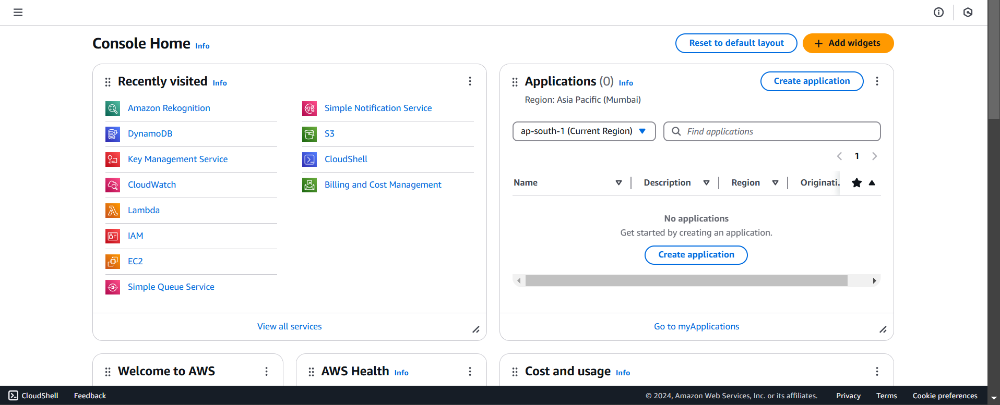 Console Home Info
Reset to default layout
Add widgets
Recently visited Info
Amazon Rekognition
DynamoDB
Key Management Service
CloudWatch
Lambda
IAM
EC2
Simple Queue Service
Simple Notification Service
S3
CloudShell
Billing and Cost Management
View all services
Applications (0) Info
Create application
Region: Asia Pacific (Mumbai)
ap-south-1 (Current Region)
Find applications
1
Name Description Region Originati.
No applications
Get started by creating an application.
Create application
Go to myApplications
Welcome to AWS
AWS Health Info
Cost and usage Info
CloudShell Feedback © 2024, Amazon Web Services, Inc. or its affiliates. Privacy Terms Cookie preferences